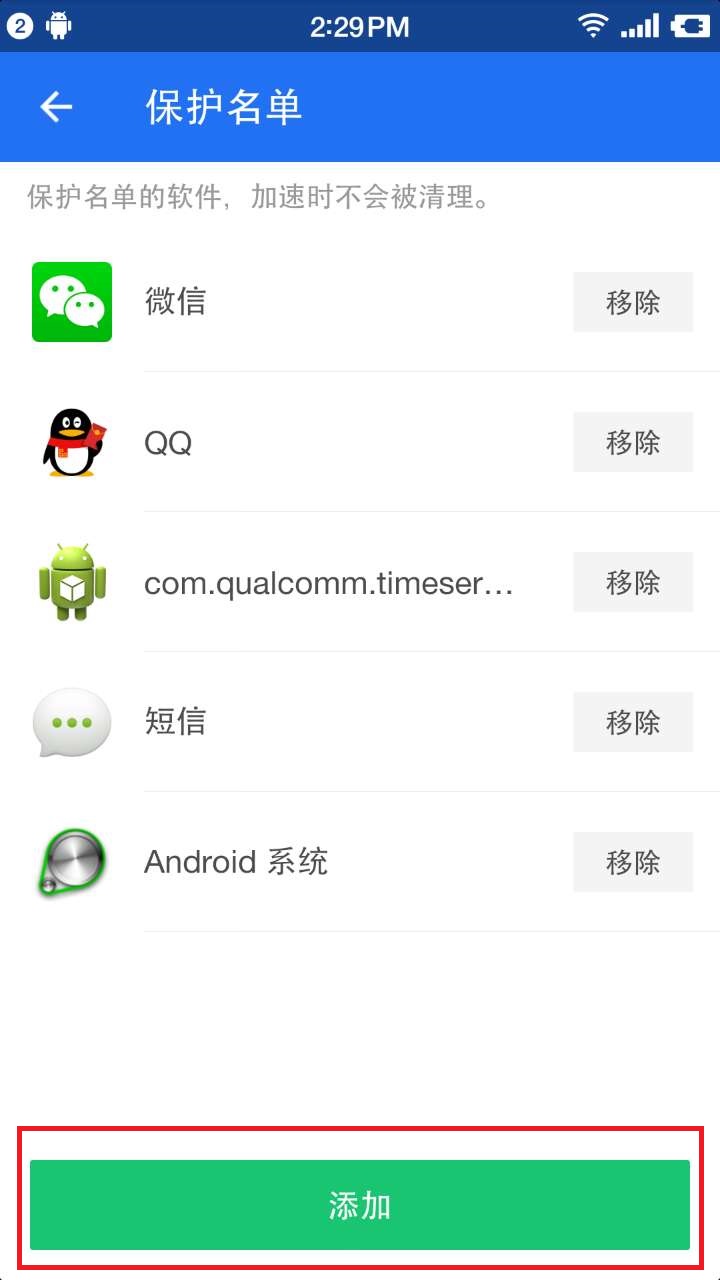 2 2:29PM
保护名单
保护名单的软件，加速时不会被清理。
微信 移除
QQ 移除
com.qualcomm.timeser... 移除
短信 移除
Android 系统 移除
添加